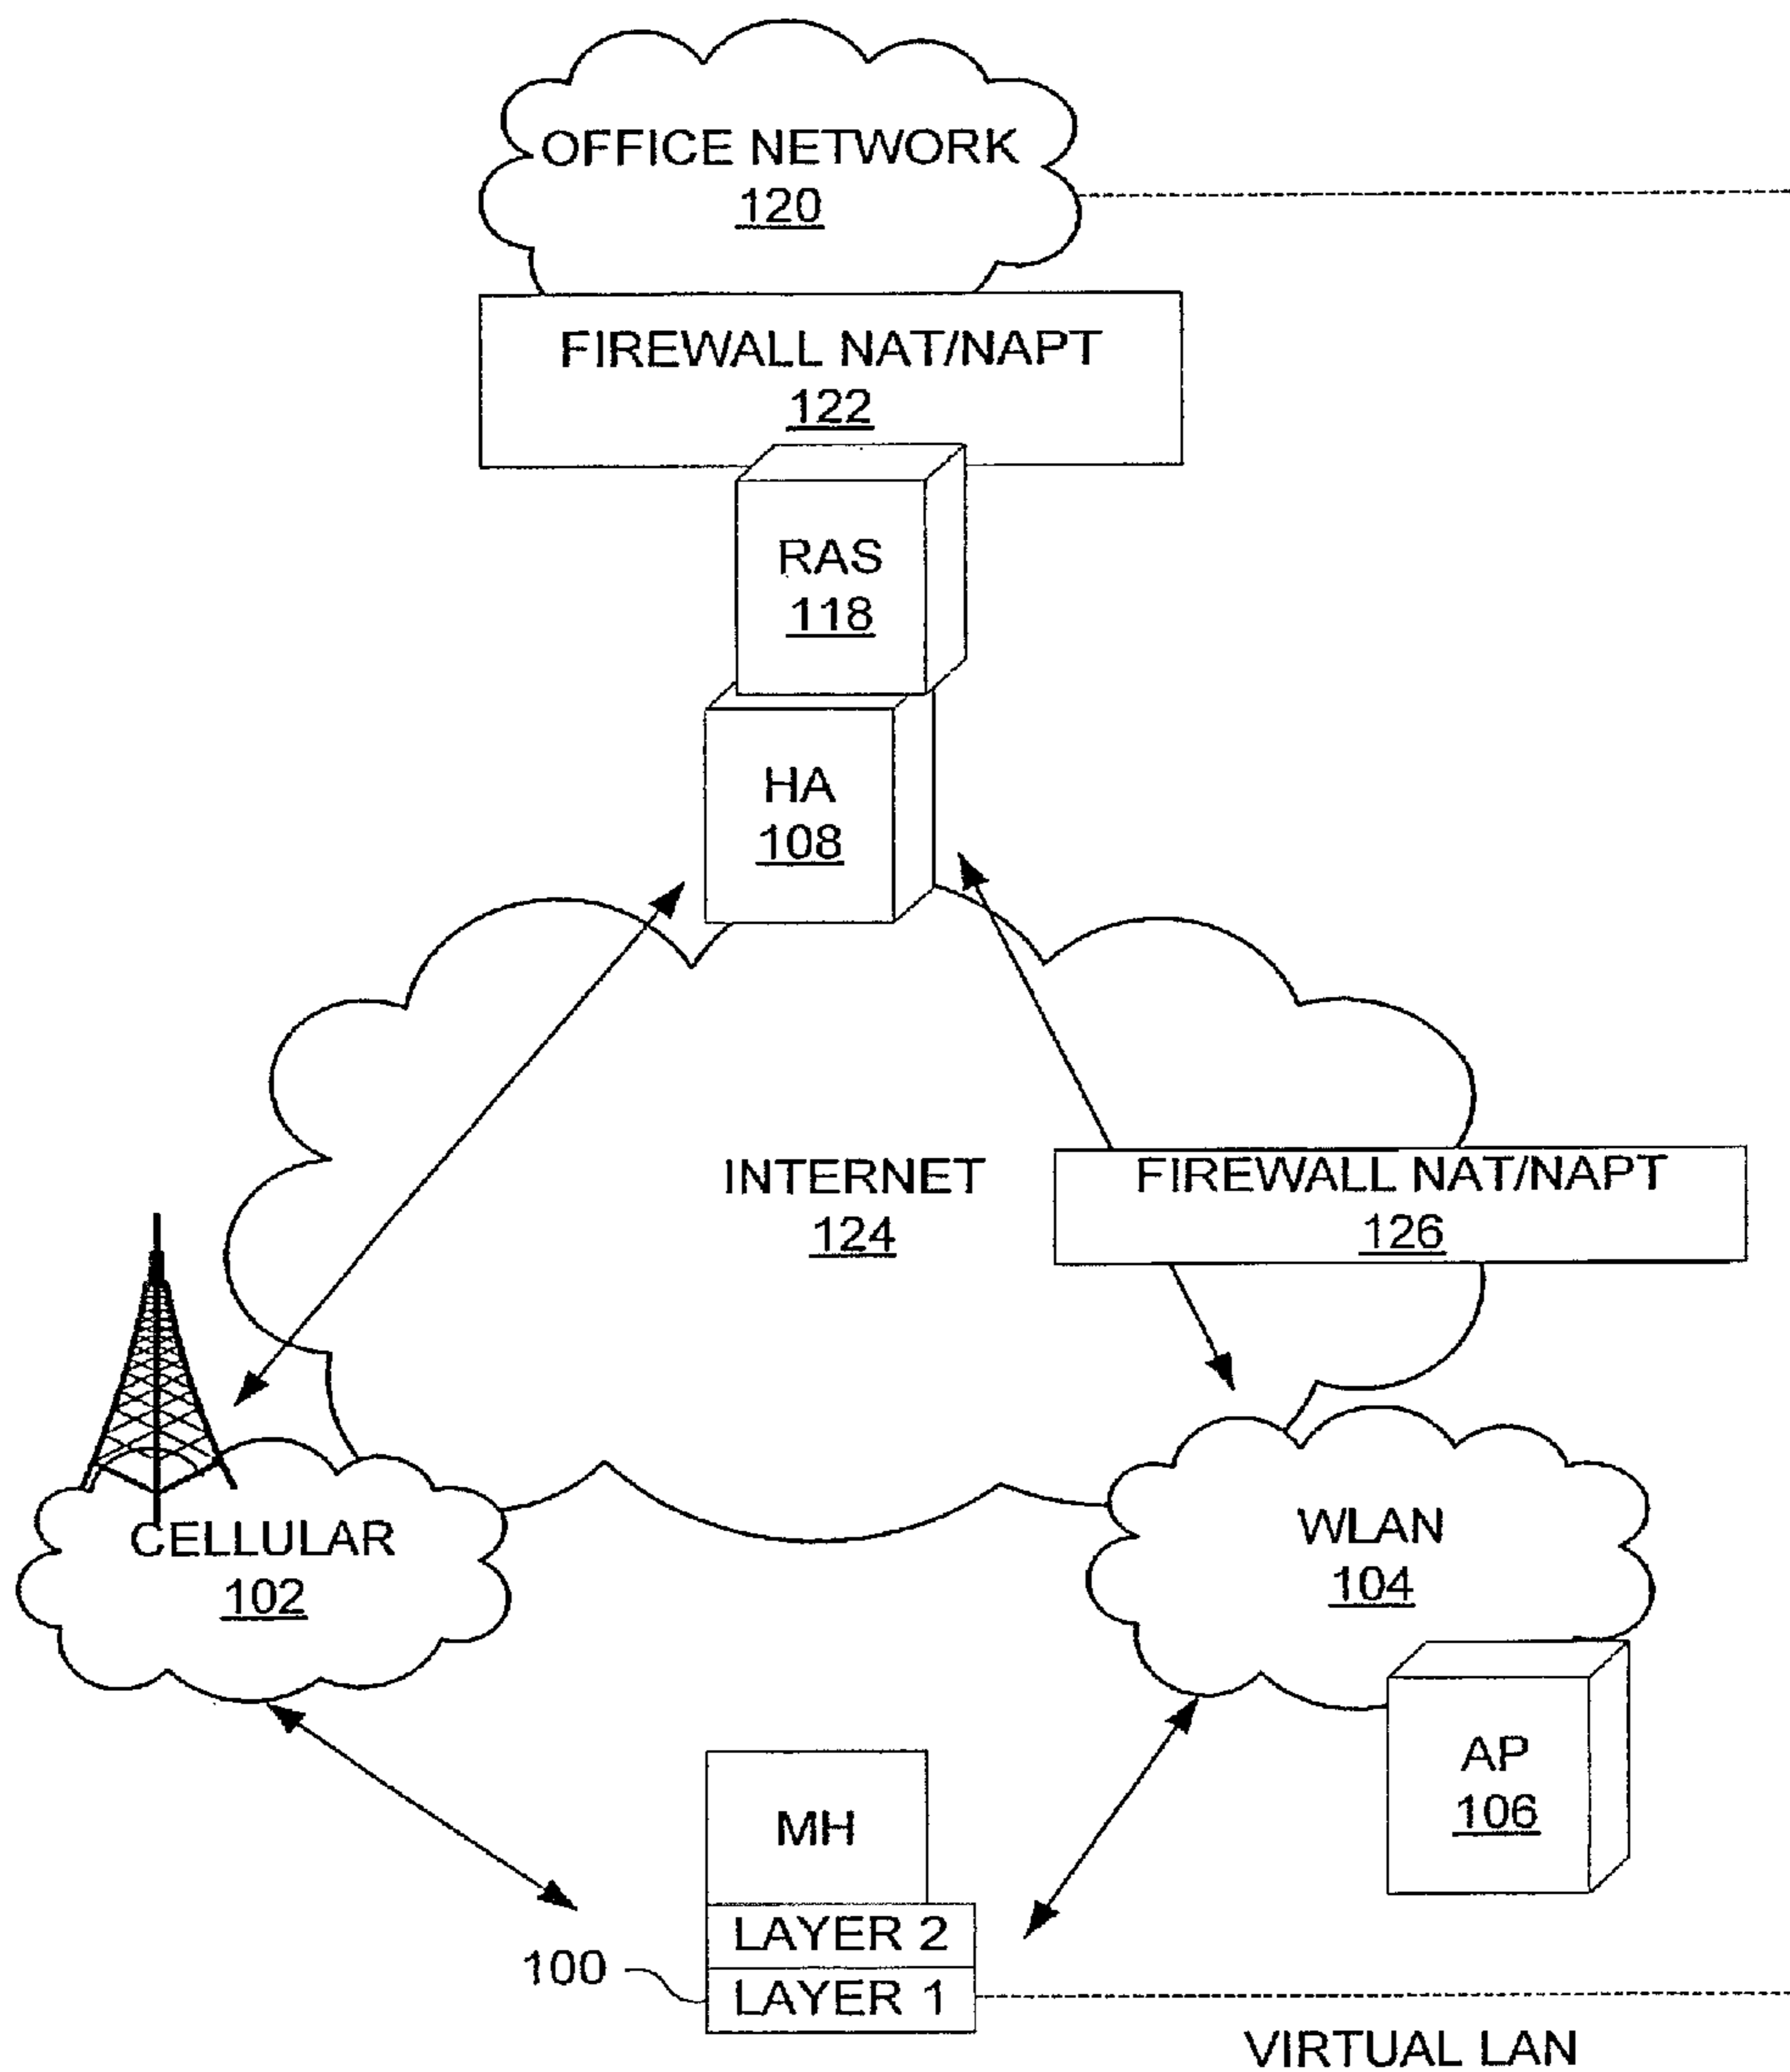 OFFICE NETWORK
120
FIREWALL NAT/NAPT
122
RAS
118
HA
108
INTERNET
124
FIREWALL NAT/NAPT
126
CELLULAR
102
WLAN
104
AP
106
MH
LAYER 2
100
LAYER 1
VIRTUAL LAN